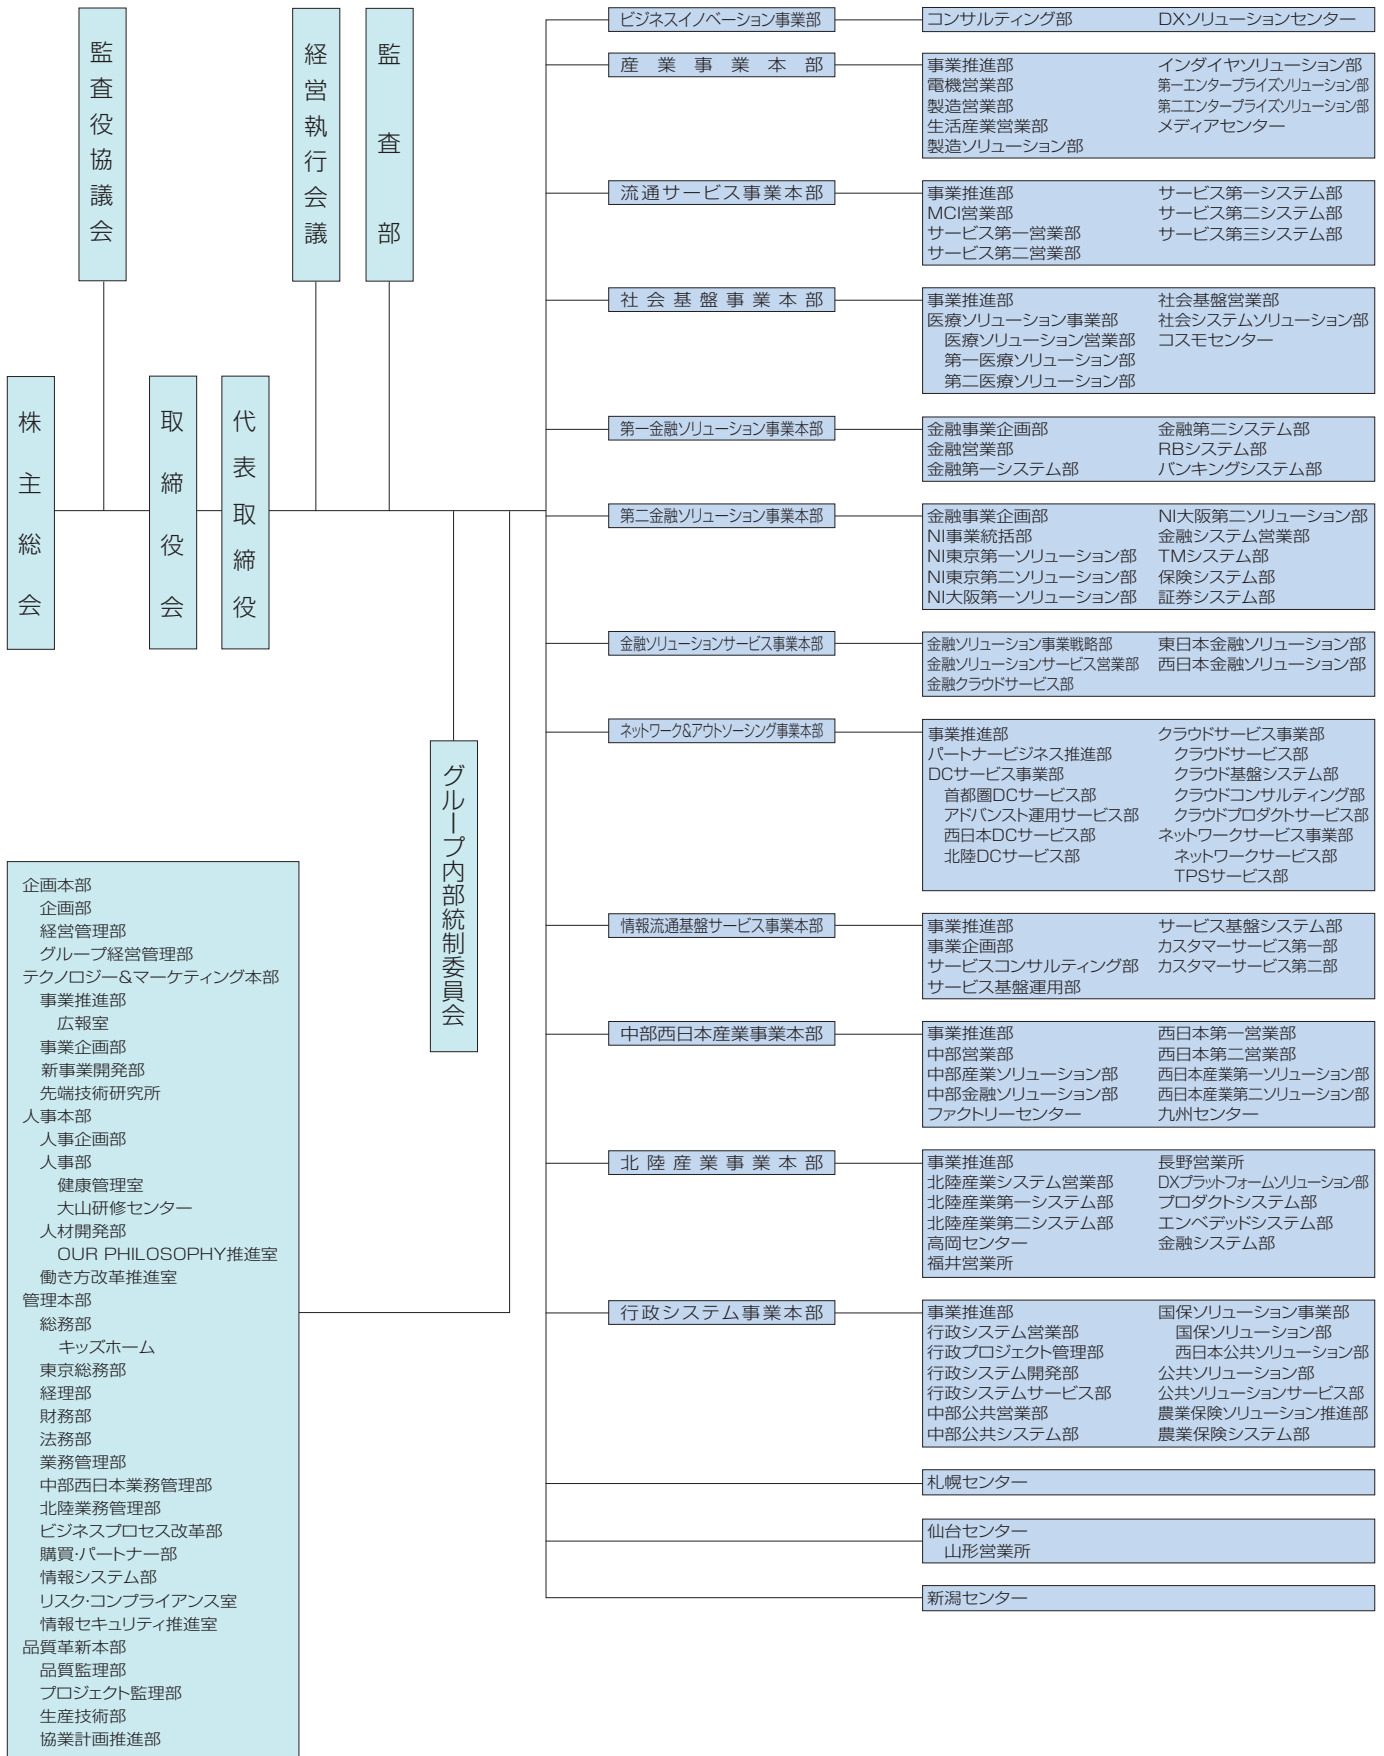 監査役協議会
経営執行会議
監査部
株主総会
取締役会
代表取締役
グループ内部統制委員会
企画本部
企画部
経営管理部
グループ経営管理部
テクノロジー&マーケティング本部
事業推進部
広報室
事業企画部
新事業開発部
先端技術研究所
人事本部
人事企画部
人事部
健康管理室
大山研修センター
人材開発部
OUR PHILOSOPHY推進室
働き方改革推進室
管理本部
総務部
キッズホーム
東京総務部
経理部
財務部
法務部
業務管理部
中部西日本業務管理部
北陸業務管理部
ビジネスプロセス改革部
購買・パートナー部
情報システム部
リスク・コンプライアンス室
情報セキュリティ推進室
品質革新本部
品質監理部
プロジェクト監理部
生産技術部
協業計画推進部
ビジネスイノベーション事業部
コンサルティング部
DXソリューションセンター
産業事業本部
事業推進部
電機営業部
製造営業部
生活産業営業部
製造ソリューション部
インダイヤソリューション部
第一エンタープライズソリューション部
第二エンタープライズソリューション部
メディアセンター
流通サービス事業本部
事業推進部
MCI営業部
サービス第一営業部
サービス第二営業部
サービス第一システム部
サービス第二システム部
サービス第三システム部
社会基盤事業本部
事業推進部
医療ソリューション事業部
医療ソリューション営業部
第一医療ソリューション部
第二医療ソリューション部
社会基盤営業部
社会システムソリューション部
コスモセンター
第一金融ソリューション事業本部
金融事業企画部
金融営業部
金融第一システム部
金融第二システム部
RBシステム部
バンキングシステム部
第二金融ソリューション事業本部
金融事業企画部
NI事業統括部
NI東京第一ソリューション部
NI東京第二ソリューション部
NI大阪第一ソリューション部
NI大阪第二ソリューション部
金融システム営業部
TMシステム部
保険システム部
証券システム部
金融ソリューションサービス事業本部
金融ソリューション事業戦略部
金融ソリューションサービス営業部
金融クラウドサービス部
東日本金融ソリューション部
西日本金融ソリューション部
ネットワーク&アウトソーシング事業本部
事業推進部
パートナービジネス推進部
DCサービス事業部
首都圏DCサービス部
アドバンスト運用サービス部
西日本DCサービス部
北陸DCサービス部
クラウドサービス事業部
クラウドサービス部
クラウド基盤システム部
クラウドコンサルティング部
クラウドプロダクトサービス部
ネットワークサービス事業部
ネットワークサービス部
TPSサービス部
情報流通基盤サービス事業本部
事業推進部
事業企画部
サービスコンサルティング部
サービス基盤運用部
サービス基盤システム部
カスタマーサービス第一部
カスタマーサービス第二部
中部西日本産業事業本部
事業推進部
中部営業部
中部産業ソリューション部
中部金融ソリューション部
ファクトリーセンター
西日本第一営業部
西日本第二営業部
西日本産業第一ソリューション部
西日本産業第二ソリューション部
九州センター
北陸産業事業本部
事業推進部
北陸産業システム営業部
北陸産業第一システム部
北陸産業第二システム部
高岡センター
福井営業所
長野営業所
DXプラットフォームソリューション部
プロダクトシステム部
エンベデッドシステム部
金融システム部
行政システム事業本部
事業推進部
行政システム営業部
行政プロジェクト管理部
行政システム開発部
行政システムサービス部
中部公共営業部
中部公共システム部
国保ソリューション事業部
国保ソリューション部
西日本公共ソリューション部
公共ソリューション部
公共ソリューションサービス部
農業保険ソリューション推進部
農業保険システム部
札幌センター
仙台センター
山形営業所
新潟センター